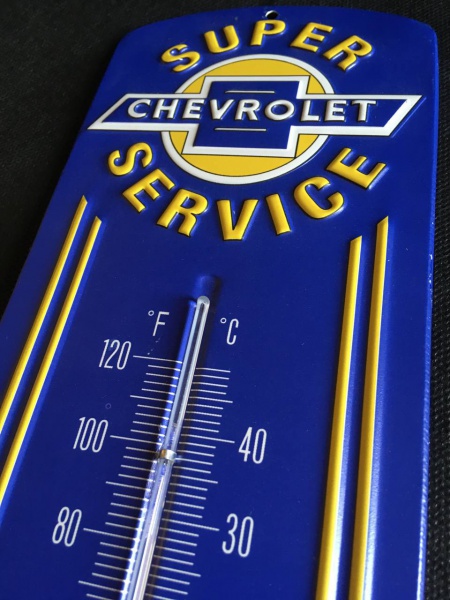 SUPER
CHEVROLET
SERVICE
°F °C
120
100 40
80 30